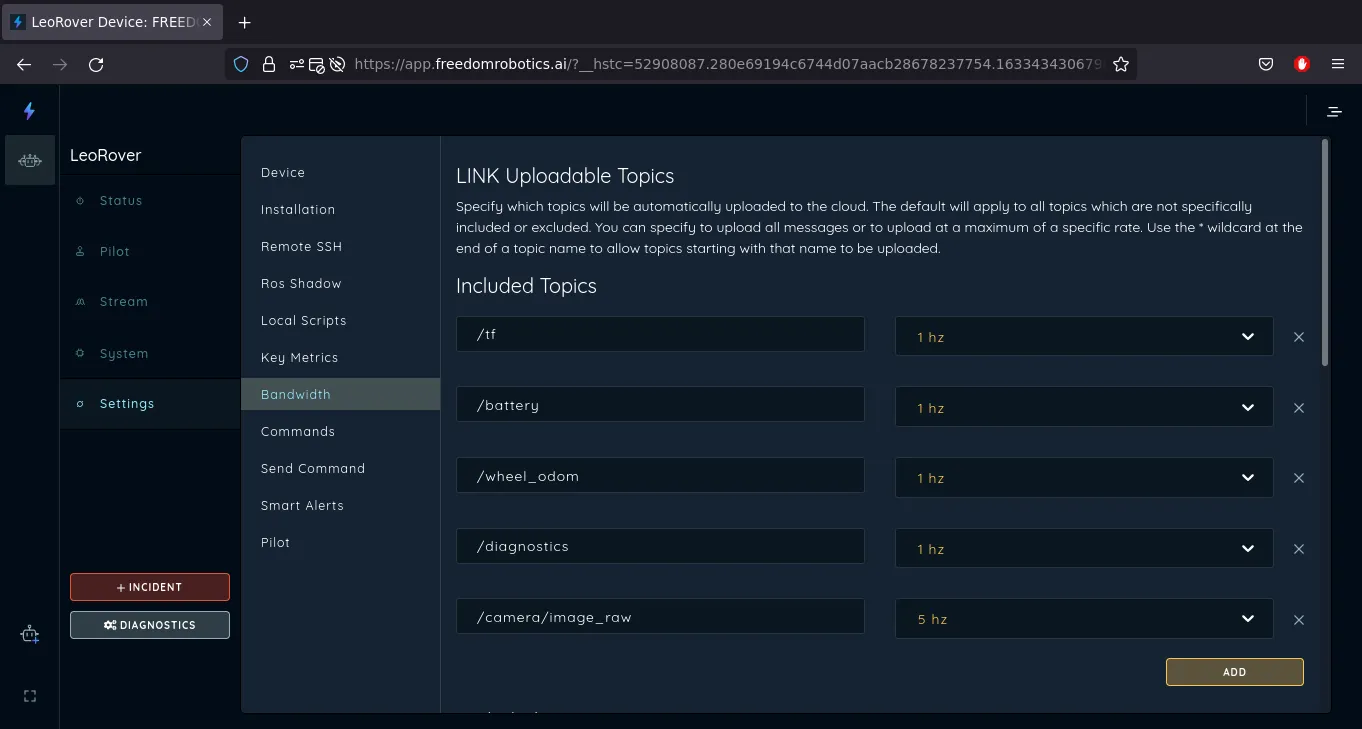 LeoRover Device: FREED
https://app.freedomrobotics.ai/?__hstc=52908087.280e69194c6744d07aacb28678237754.163343430679
LeoRover
Status
Pilot
Stream
System
Settings
+ INCIDENT
DIAGNOSTICS
Device
Installation
Remote SSH
Ros Shadow
Local Scripts
Key Metrics
Bandwidth
Commands
Send Command
Smart Alerts
Pilot
LINK Uploadable Topics
Specify which topics will be automatically uploaded to the cloud. The default will apply to all topics which are not specifically
included or excluded. You can specify to upload all messages or to upload at a maximum of a specific rate. Use the * wildcard at the
end of a topic name to allow topics starting with that name to be uploaded.
Included Topics
/tf 1 hz
/battery 1 hz
/wheel_odom 1 hz
/diagnostics 1 hz
/camera/image_raw 5 hz
ADD